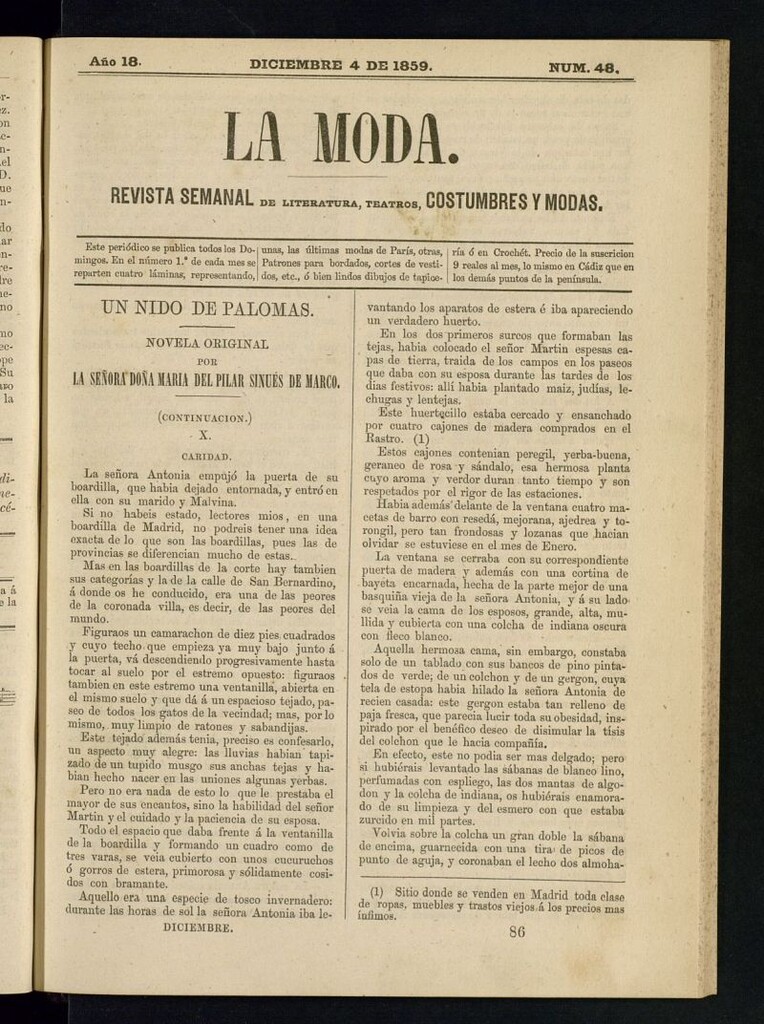 Año 18.
DICIEMBRE 4 DE 1859.
NUM. 48.
LA MODA.
REVISTA SEMANAL DE LITERATURA, TEATROS, COSTUMBRES Y MODAS.
Este periódico se publica todos los Do-
mingos. En el número 1.º de cada mes se
reparten cuatro láminas, representando,
unas, las últimas modas de París, otras,
Patrones para bordados, cortes de vesti-
dos, etc., ó bien lindos dibujos de tapice-
ría ó en Crochét. Precio de la suscricion
9 reales al mes, lo mismo en Cádiz que en
los demás puntos de la península.
UN NIDO DE PALOMAS.
NOVELA ORIGINAL
POR
LA SEÑORA DOÑA MARIA DEL PILAR SINUÉS DE MARCO.
(CONTINUACION.)
X.
CARIDAD.
La señora Antonia empujó la puerta de su
boardilla, que habia dejado entornada, y entró en
ella con su marido y Malvina.
Si no habeis estado, lectores mios, en una
boardilla de Madrid, no podreis tener una idea
exacta de lo que son las boardillas, pues las de
provincias se diferencian mucho de estas.
Mas en las boardillas de la corte hay tambien
sus categorías y la de la calle de San Bernardino,
á donde os he conducido, era una de las peores
de la coronada villa, es decir, de las peores del
mundo.
Figuraos un camarachon de diez pies cuadrados
y cuyo techo que empieza ya muy bajo junto á
la puerta, vá descendiendo progresivamente hasta
tocar al suelo por el estremo opuesto: figuraos
tambien en este estremo una ventanilla, abierta en
el mismo suelo y que dá á un espacioso tejado, pa-
seo de todos los gatos de la vecindad; mas, por lo
mismo, muy limpio de ratones y sabandijas.
Este tejado además tenia, preciso es confesarlo,
un aspecto muy alegre: las lluvias habian tapi-
zado de un tupido musgo sus anchas tejas y ha-
bian hecho nacer en las uniones algunas yerbas.
Pero no era nada de esto lo que le prestaba el
mayor de sus encantos, sino la habilidad del señor
Martin y el cuidado y la paciencia de su esposa.
Todo el espacio que daba frente á la ventanilla
de la boardilla y formando un cuadro como de
tres varas, se veia cubierto con unos cucuruchos
ó gorros de estera, primorosa y sólidamente cosi-
dos con bramante.
Aquello era una especie de tosco invernadero:
durante las horas de sol la señora Antonia iba le-
DICIEMBRE.
vantando los aparatos de estera é iba apareciendo
un verdadero huerto.
En los dos primeros surcos que formaban las
tejas, habia colocado el señor Martin espesas ca-
pas de tierra, traida de los campos en los paseos
que daba con su esposa durante las tardes de los
dias festivos: allí habia plantado maiz, judías, le-
chugas y lentejas.
Este huertecillo estaba cercado y ensanchado
por cuatro cajones de madera comprados en el
Rastro. (1)
Estos cajones contenian peregil, yerba-buena,
geraneo de rosa y sándalo, esa hermosa planta
cuyo aroma y verdor duran tanto tiempo y son
respetados por el rigor de las estaciones.
Habia además delante de la ventana cuatro ma-
cetas de barro con resedá, mejorana, ajedrea y to-
rongil, pero tan frondosas y lozanas que hacian
olvidar se estuviese en el mes de Enero.
La ventana se cerraba con su correspondiente
puerta de madera y además con una cortina de
bayeta encarnada, hecha de la parte mejor de una
basquiña vieja de la señora Antonia, y á su lado
se veia la cama de los esposos, grande, alta, mu-
llida y cubierta con una colcha de indiana oscura
con fleco blanco.
Aquella hermosa cama, sin embargo, constaba
solo de un tablado con sus bancos de pino pinta-
dos de verde; de un colchon y de un gergon, cuya
tela de estopa habia hilado la señora Antonia de
recien casada: este gergon estaba tan relleno de
paja fresca, que parecia lucir toda su obesidad, ins-
pirado por el benéfico deseo de disimular la tísis
del colchon que le hacia compañía.
En efecto, este no podia ser mas delgado; pero
si hubiérais levantado las sábanas de blanco lino,
perfumadas con espliego, las dos mantas de algo-
don y la colcha de indiana, os hubiérais enamora-
do de su limpieza y del esmero con que estaba
zurcido en mil partes.
Volvia sobre la colcha un gran doble la sábana
de encima, guarnecida con una tira de picos de
punto de aguja, y coronaban el lecho dos almoha-
(1) Sitio donde se venden en Madrid toda clase
de ropas, muebles y trastos viejos á los precios mas
ínfimos.
86